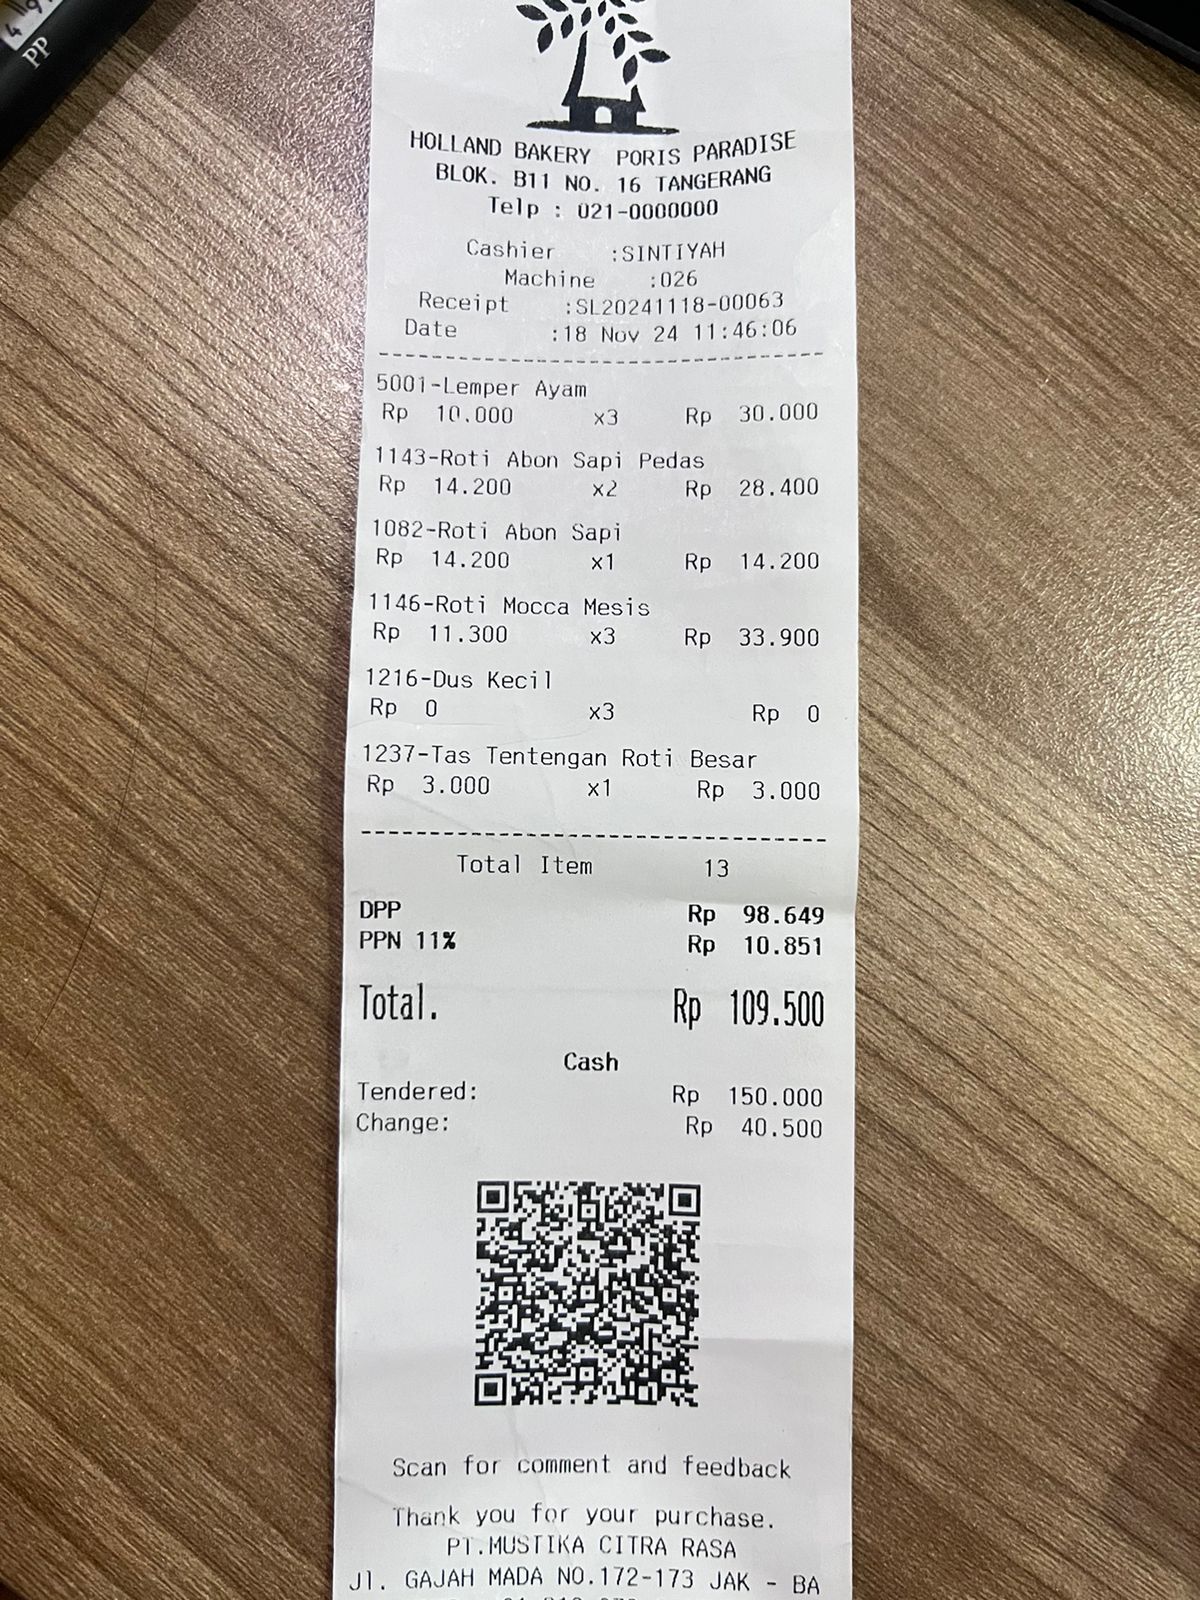 PP
HOLLAND BAKERY PORIS PARADISE
BLOK. B11 NO. 16 TANGERANG
Telp : 021-0000000
Cashier :SINTIYAH
Machine :026
Receipt :SL20241118-00063
Date :18 Nov 24 11:46:06
5001-Lemper Ayam
Rp 10.000 x3 Rp 30.000
1143-Roti Abon Sapi Pedas
Rp 14.200 x2 Rp 28.400
1082-Roti Abon Sapi
Rp 14.200 x1 Rp 14.200
1146-Roti Mocca Mesis
Rp 11.300 x3 Rp 33.900
1216-Dus Kecil
Rp 0 x3 Rp 0
1237-Tas Tentengan Roti Besar
Rp 3.000 x1 Rp 3.000
Total Item 13
DPP Rp 98.649
PPN 11% Rp 10.851
Total. Rp 109.500
Cash
Tendered: Rp 150.000
Change: Rp 40.500
Scan for comment and feedback
Thank you for your purchase.
PT.MUSTIKA CITRA RASA
Jl. GAJAH MADA NO.172-173 JAK - BA